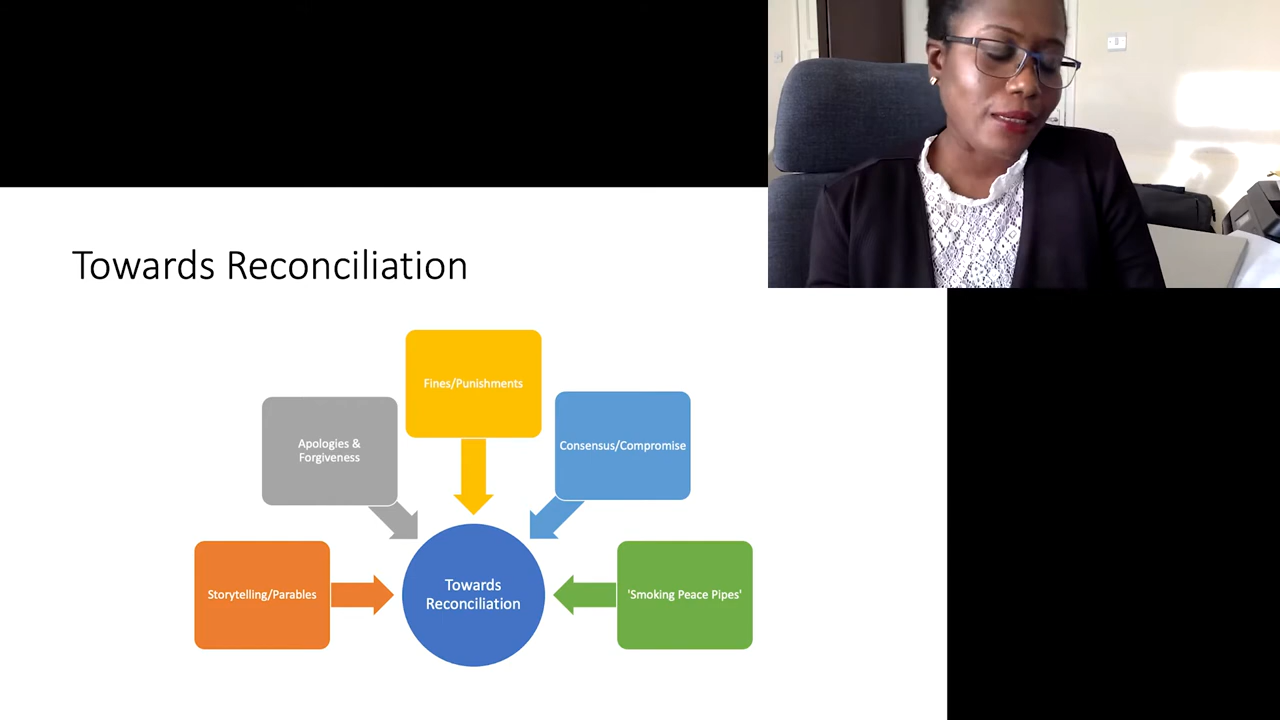 Towards Reconciliation
Fines/Punishments
Apologies &
Forgiveness
Consensus/Compromise
Storytelling/Parables
Towards
Reconciliation
'Smoking Peace Pipes'